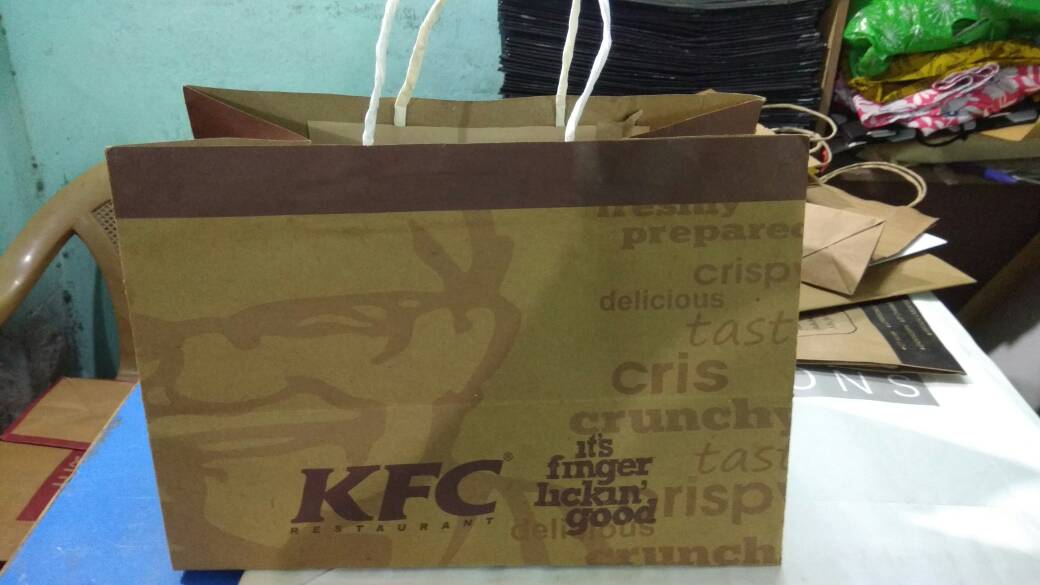 freshly
prepared
crispy
delicious
tast
cris
crunchy
it's
finger
lickin'
good
tast
KFC®
RESTAURANT
crispy
delicious
crunch
ONS